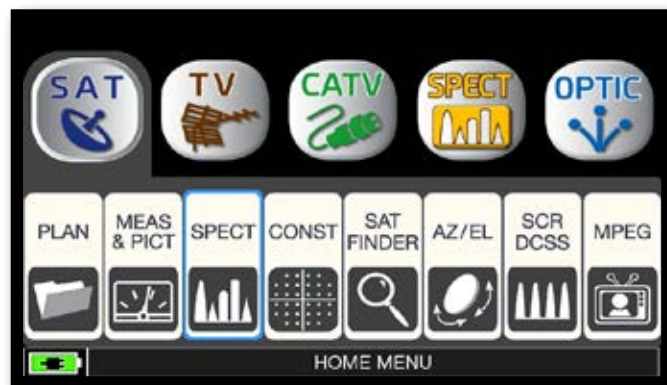 SAT
TV
CATV
SPECT
OPTIC
PLAN
MEAS
& PICT
SPECT
CONST
SAT
FINDER
AZ/EL
SCR
DCSS
MPEG
HOME MENU